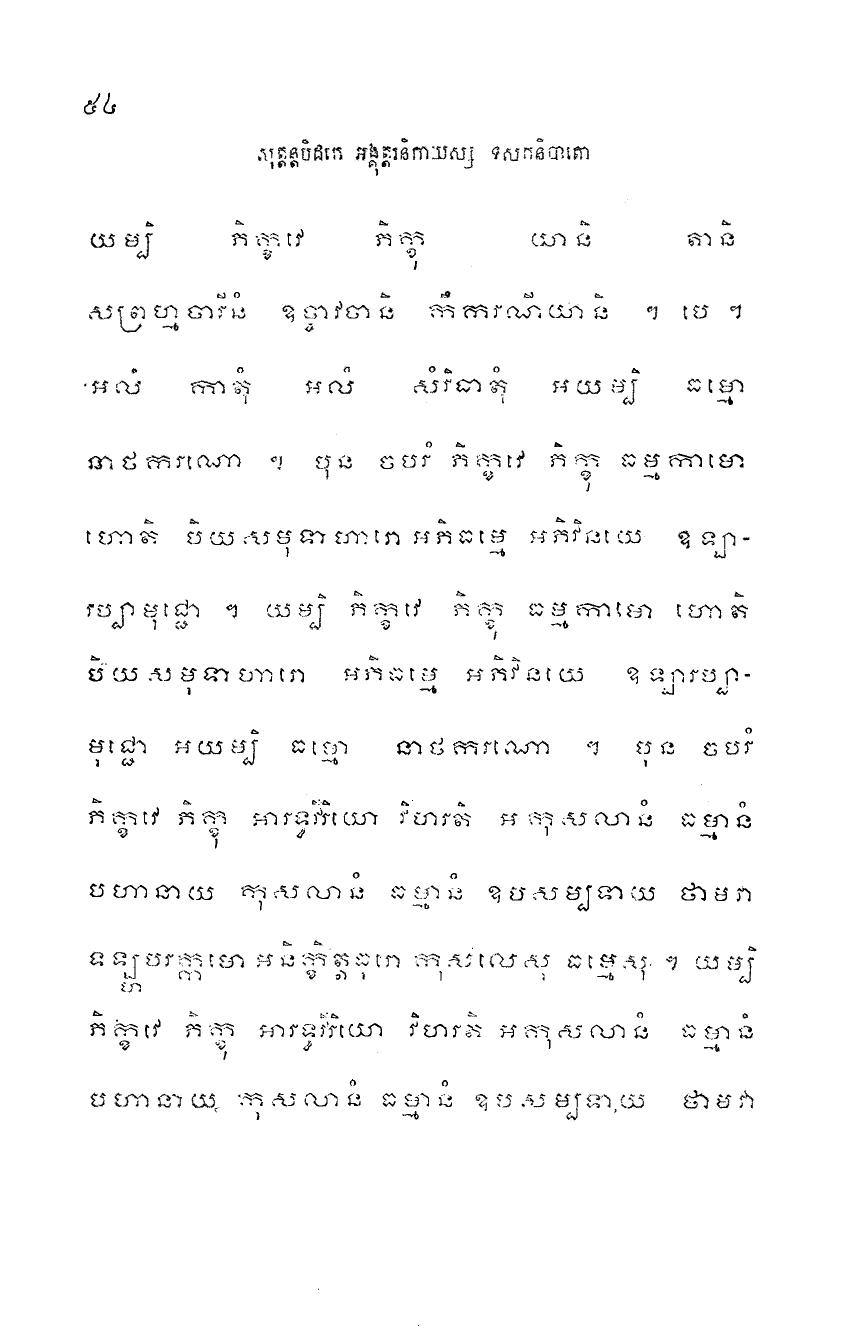 ៥៤
សុត្តន្តបិដកេ អង្គុត្តរនិកាយស្ស ទសកនិបាតោ
យម្បិ ភិក្ខវេ ភិក្ខុ យានិ តានិ
សព្រហ្មចារីនំ ឧច្ចាវចានិ កឹករណីយានិ ។ បេ ។
អលំ កាតុំ អលំ សំវិធាតុំ អយម្បិ ធម្មោ
នាថករណោ ។ បុន ចបរំ ភិក្ខវេ ភិក្ខុ ធម្មកាមោ
ហោតិ បិយសមុទាហារោ អភិធម្មេ អភិវិនយេ ឧឡា-
រប្បាមុជ្ជោ ។ យម្បិ ភិក្ខវេ ភិក្ខុ ធម្មកាមោ ហោតិ
បិយសមុទាហារោ អភិធម្មេ អភិវិនយេ ឧឡារប្បា-
មុជ្ជោ អយម្បិ ធម្មោ នាថករណោ ។ បុន ចបរំ
ភិក្ខវេ ភិក្ខុ អារទ្ធវីរិយោ វិហរតិ អកុសលានំ ធម្មានំ
បហានាយ កុសលានំ ធម្មានំ ឧបសម្បទាយ ថាមវា
ទឡ្ហបរក្កមោ អនិក្ខិត្តធុរោ កុសលេសុ ធម្មេសុ ។ យម្បិ
ភិក្ខវេ ភិក្ខុ អារទ្ធវីរិយោ វិហរតិ អកុសលានំ ធម្មានំ
បហានាយ កុសលានំ ធម្មានំ ឧបសម្បទាយ ថាមវា